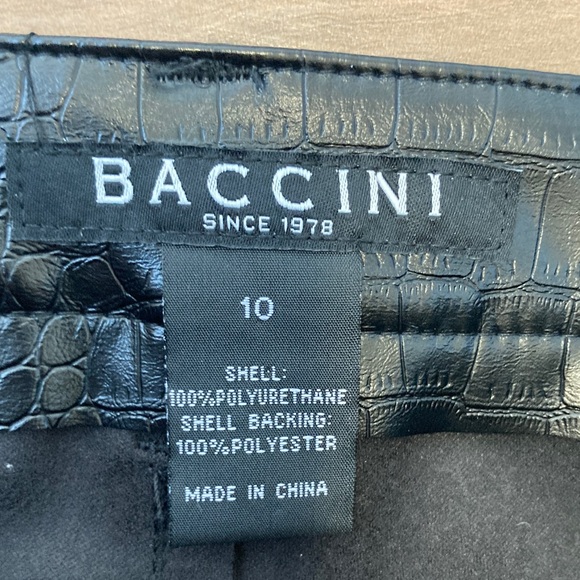 BACCINI
SINCE 1978
10
SHELL:
100%POLYURETHANE
SHELL BACKING:
100%POLYESTER
MADE IN CHINA